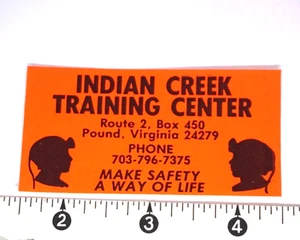 INDIAN CREEK
TRAINING CENTER
Route 2, Box 450
Pound, Virginia 24279
PHONE
703-796-7375
MAKE SAFETY
A WAY OF LIFE
2 3 4